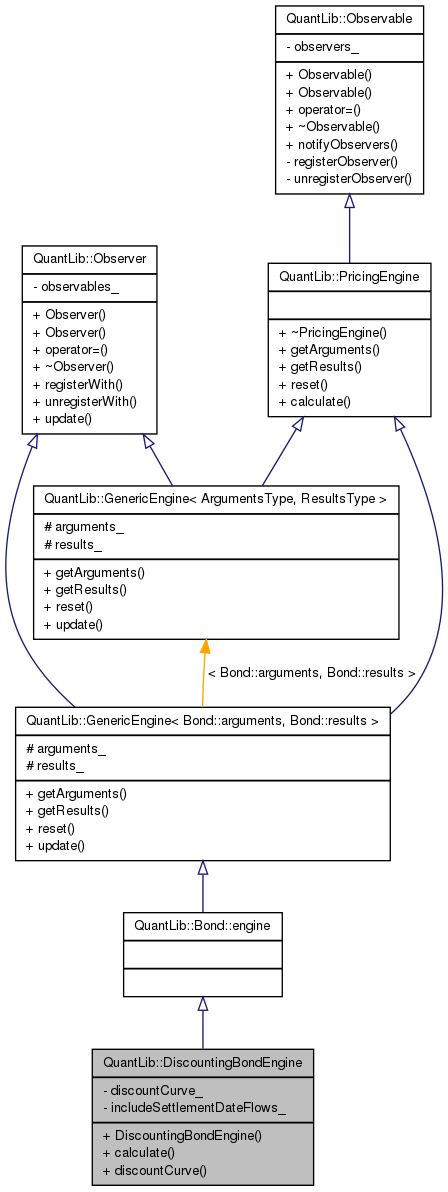 QuantLib::Observable
- observers_
+ Observable()
+ Observable()
+ operator=()
+ ~Observable()
+ notifyObservers()
- registerObserver()
- unregisterObserver()
QuantLib::Observer
- observables_
+ Observer()
+ Observer()
+ operator=()
+ ~Observer()
+ registerWith()
+ unregisterWith()
+ update()
QuantLib::PricingEngine
+ ~PricingEngine()
+ getArguments()
+ getResults()
+ reset()
+ calculate()
QuantLib::GenericEngine< ArgumentsType, ResultsType >
# arguments_
# results_
+ getArguments()
+ getResults()
+ reset()
+ update()
< Bond::arguments, Bond::results >
QuantLib::GenericEngine< Bond::arguments, Bond::results >
# arguments_
# results_
+ getArguments()
+ getResults()
+ reset()
+ update()
QuantLib::Bond::engine
QuantLib::DiscountingBondEngine
- discountCurve_
- includeSettlementDateFlows_
+ DiscountingBondEngine()
+ calculate()
+ discountCurve()